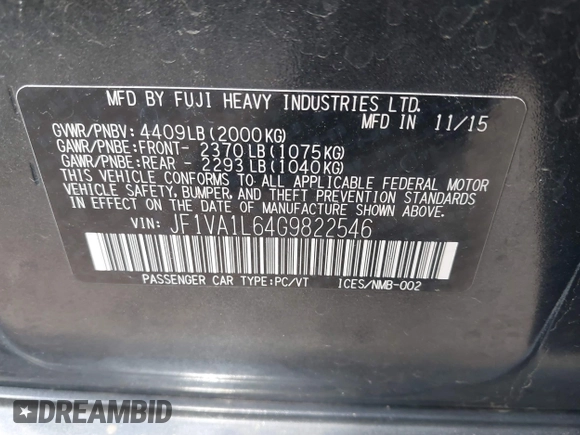 MFD BY FUJI HEAVY INDUSTRIES LTD.
MFD IN 11/15
GVWR/PNBV: 4409LB(2000KG)
GAWR/PNBE:FRONT- 2370LB(1075KG)
GAWR/PNBE:REAR - 2293LB(1040KG)
THIS VEHICLE CONFORMS TO ALL APPLICABLE FEDERAL MOTOR
VEHICLE SAFETY, BUMPER, AND THEFT PREVENTION STANDARDS
IN EFFECT ON THE DATE OF MANUFACTURE SHOWN ABOVE.
VIN: JF1VA1L64G9822546
PASSENGER CAR TYPE:PC/VT ICES/NMB-002
DREAMBID